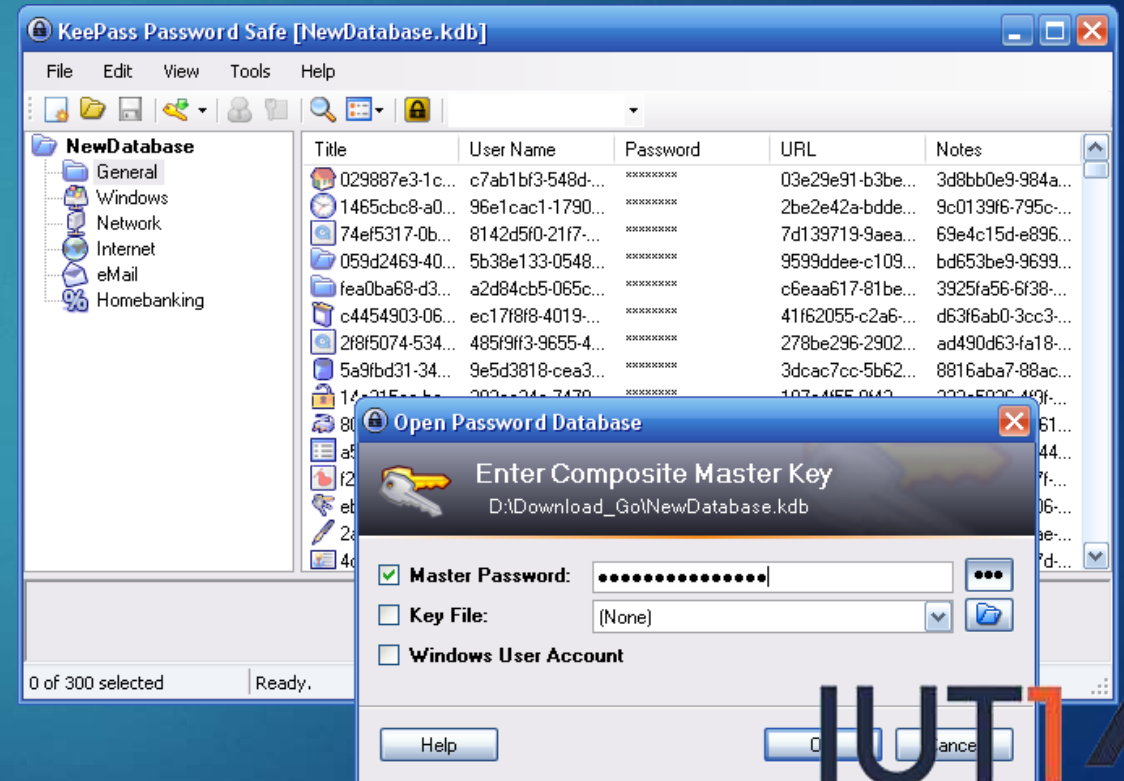 KeePass Password Safe [NewDatabase.kdb]
File Edit View Tools Help
NewDatabase
General
Windows
Network
Internet
eMail
Homebanking
Title User Name Password URL Notes
029887e3-1c... c7ab1bf3-548d-... ******** 03e29e91-b3be... 3d8bb0e9-984a...
1465cbc8-a0... 96e1cac1-1790... ******** 2be2e42a-bdde... 9c0139f6-795c-...
74ef5317-0b... 8142d5f0-21f7-... ******** 7d139719-9aea... 69e4c15d-e896...
059d2469-40... 5b38e133-0548... ******** 9599ddee-c109... bd653be9-9699...
fea0ba68-d3... a2d84cb5-065c... ******** c6eaa617-81be... 3925fa56-6f38-...
c4454903-06... ec17f8f8-4019-... ******** 41f62055-c2a6-... d63f6ab0-3cc3-...
2f8f5074-534... 485f9ff3-9655-4... ******** 278be296-2902... ad490d63-fa18-...
5a9fbd31-34... 9e5d3818-cea3... ******** 3dcac7cc-5b62... 8816aba7-88ac...
Open Password Database
Enter Composite Master Key
D:\Download_Go\NewDatabase.kdb
Master Password: •••••••••••••••
Key File: (None)
Windows User Account
0 of 300 selected Ready.
Help
IUT1